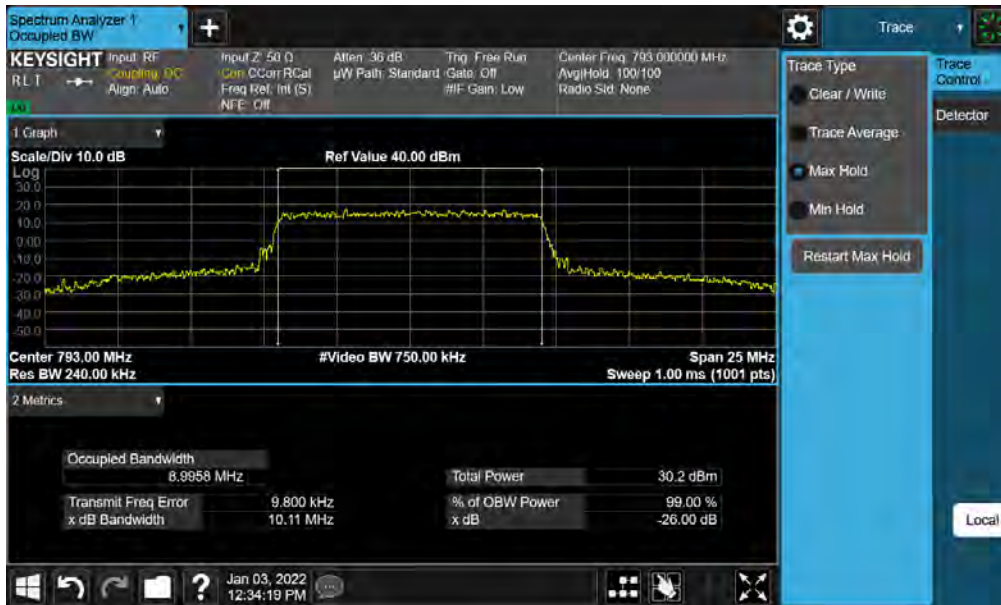 Spectrum Analyzer 1
Occupied BW
+
Trace
KEYSIGHT
Input: RF
Input Z: 50 Ω
Atten: 36 dB
Trig: Free Run
Center Freq: 793.000000 MHz
RLT
Coupling: DC
Corr CCorr RCal
µW Path: Standard
Gate: Off
Avg|Hold: 100/100
Align: Auto
Freq Ref: Int (S)
#IF Gain: Low
Radio Std: None
NFE: Off
Trace Type
Clear / Write
Trace Average
Max Hold
Min Hold
Restart Max Hold
Trace
Control
Detector
1 Graph
Scale/Div 10.0 dB
Ref Value 40.00 dBm
Log
30.0
20.0
10.0
0.00
-10.0
-20.0
-30.0
-40.0
-50.0
Center 793.00 MHz
#Video BW 750.00 kHz
Span 25 MHz
Res BW 240.00 kHz
Sweep 1.00 ms (1001 pts)
2 Metrics
Occupied Bandwidth
8.9958 MHz
Total Power
30.2 dBm
Transmit Freq Error
9.800 kHz
% of OBW Power
99.00 %
x dB Bandwidth
10.11 MHz
x dB
-26.00 dB
Local
?
Jan 03, 2022
12:34:19 PM